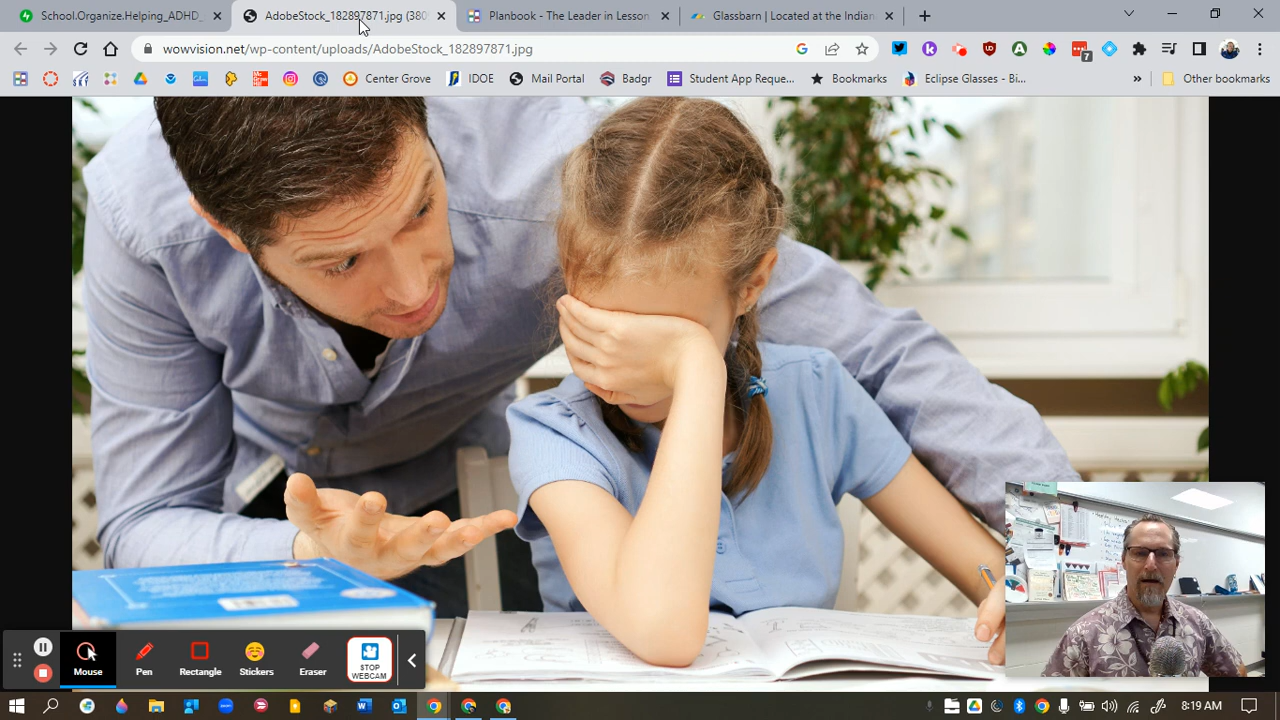 School.Organize.Helping_ADHD_
AdobeStock_182897871.jpg (380
Planbook - The Leader in Lesson
Glassbarn | Located at the Indian
wowvision.net/wp-content/uploads/AdobeStock_182897871.jpg
7
Center Grove
IDOE
Mail Portal
Badgr
Student App Reque...
Bookmarks
Eclipse Glasses - Bi...
»
Other bookmarks
Mouse
Pen
Rectangle
Stickers
Eraser
STOP
WEBCAM
8:19 AM